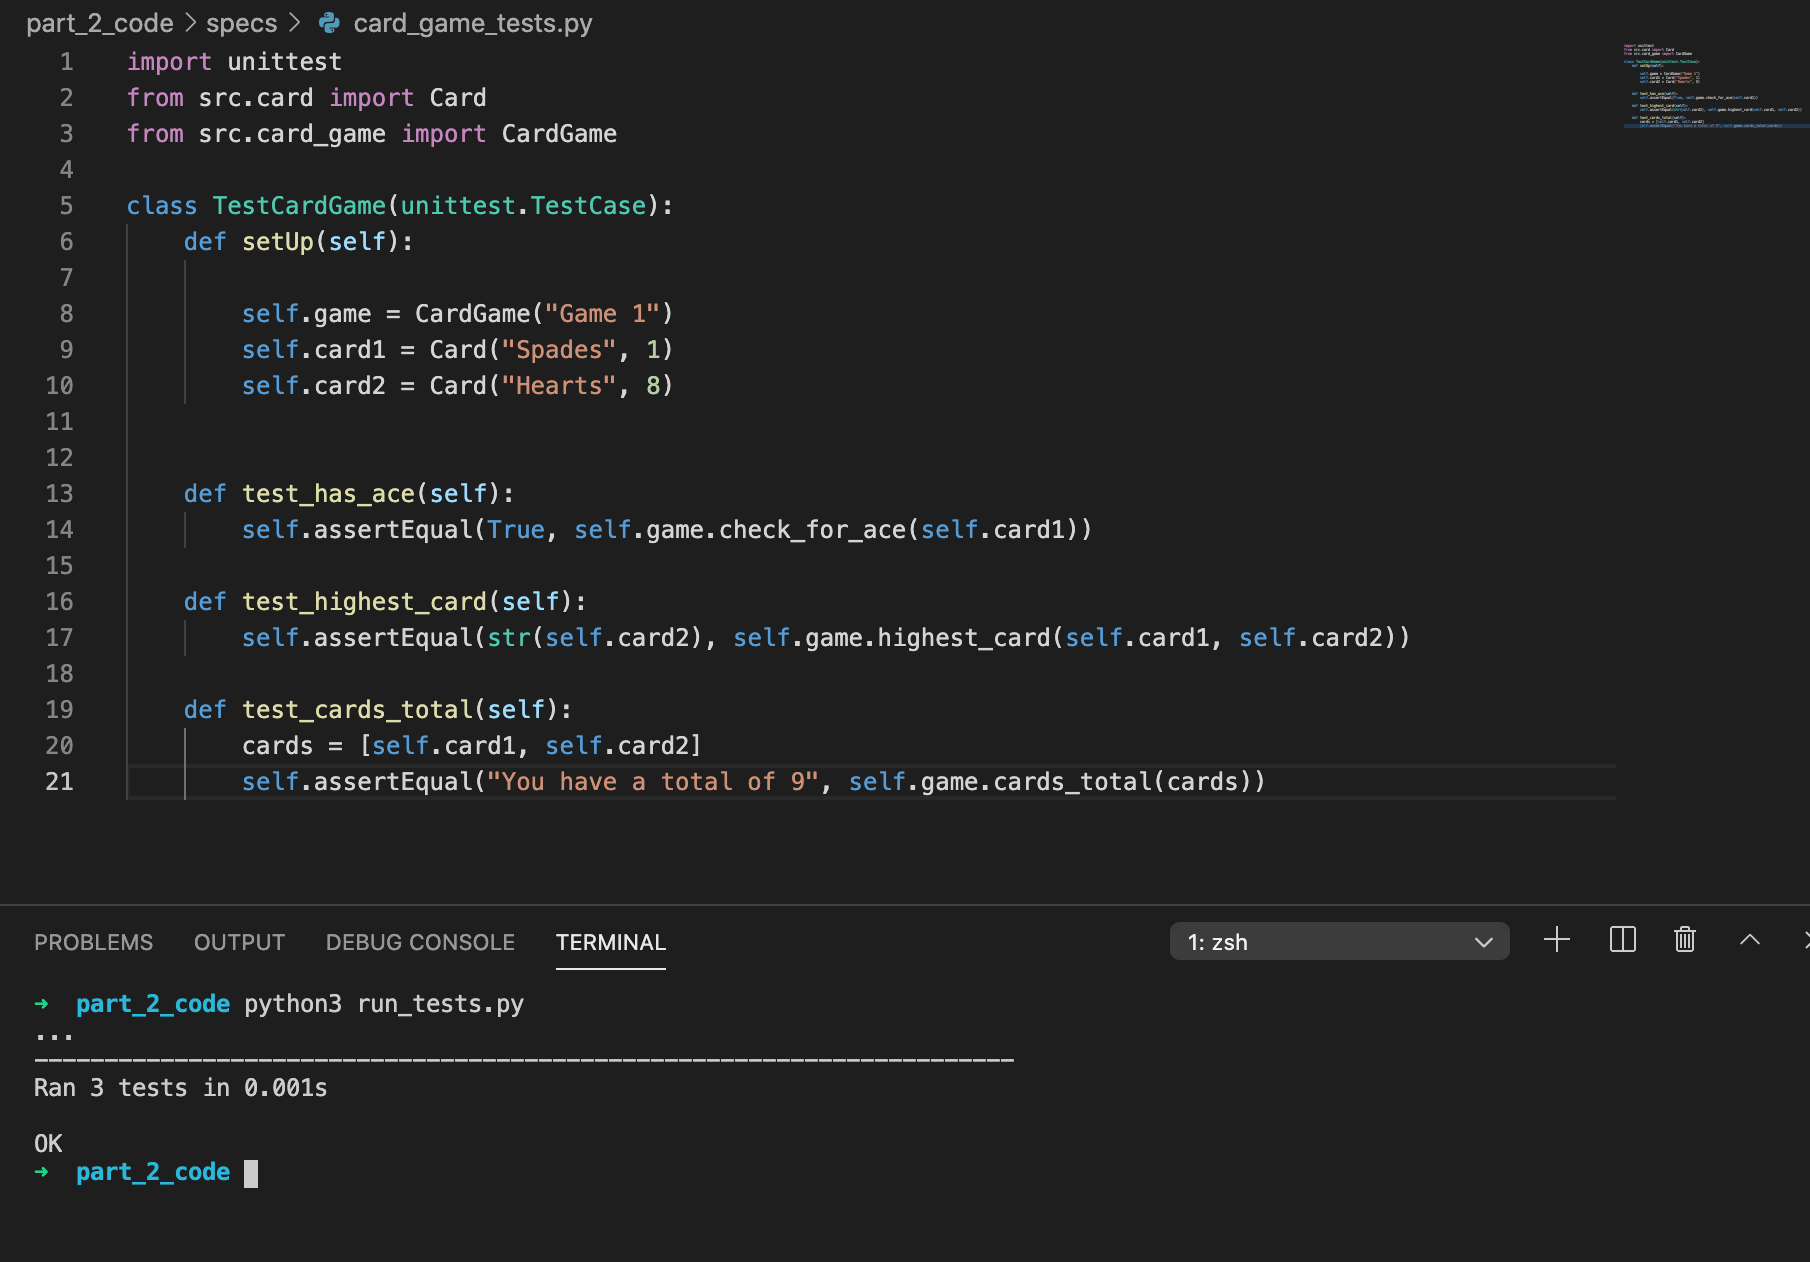 part_2_code > specs > card_game_tests.py
1 import unittest
2 from src.card import Card
3 from src.card_game import CardGame
4
5 class TestCardGame(unittest.TestCase):
6     def setUp(self):
7
8         self.game = CardGame("Game 1")
9         self.card1 = Card("Spades", 1)
10         self.card2 = Card("Hearts", 8)
11
12
13     def test_has_ace(self):
14         self.assertEqual(True, self.game.check_for_ace(self.card1))
15
16     def test_highest_card(self):
17         self.assertEqual(str(self.card2), self.game.highest_card(self.card1, self.card2))
18
19     def test_cards_total(self):
20         cards = [self.card1, self.card2]
21         self.assertEqual("You have a total of 9", self.game.cards_total(cards))
PROBLEMS OUTPUT DEBUG CONSOLE TERMINAL 1: zsh
➜ part_2_code python3 run_tests.py
...
----------------------------------------------------------------------
Ran 3 tests in 0.001s
OK
➜ part_2_code